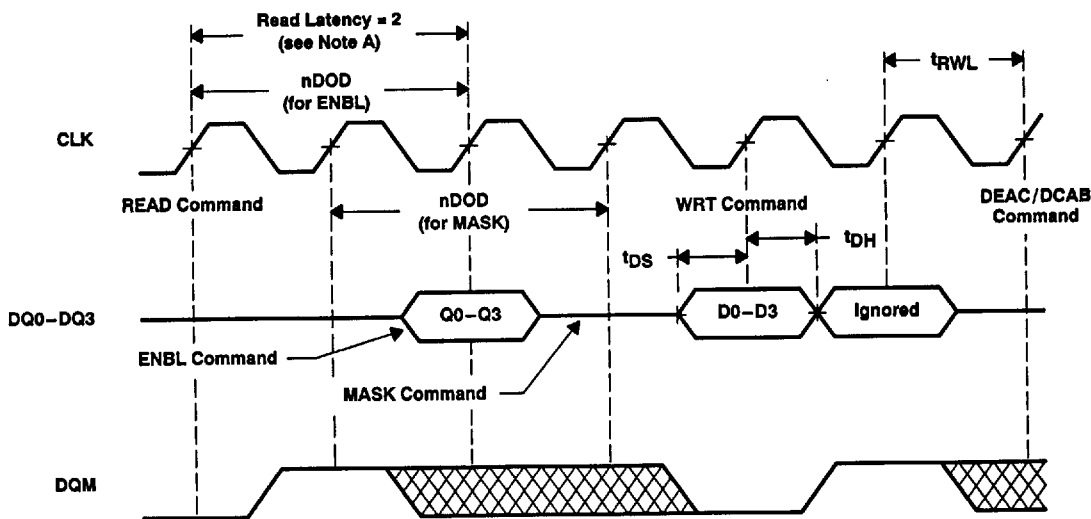 Read Latency = 2
(see Note A)
tRWL
nDOD
(for ENBL)
CLK
READ Command
nDOD
(for MASK)
WRT Command
DEAC/DCAB
Command
tDS
tDH
DQ0–DQ3
Q0–Q3
D0–D3
Ignored
ENBL Command
MASK Command
DQM